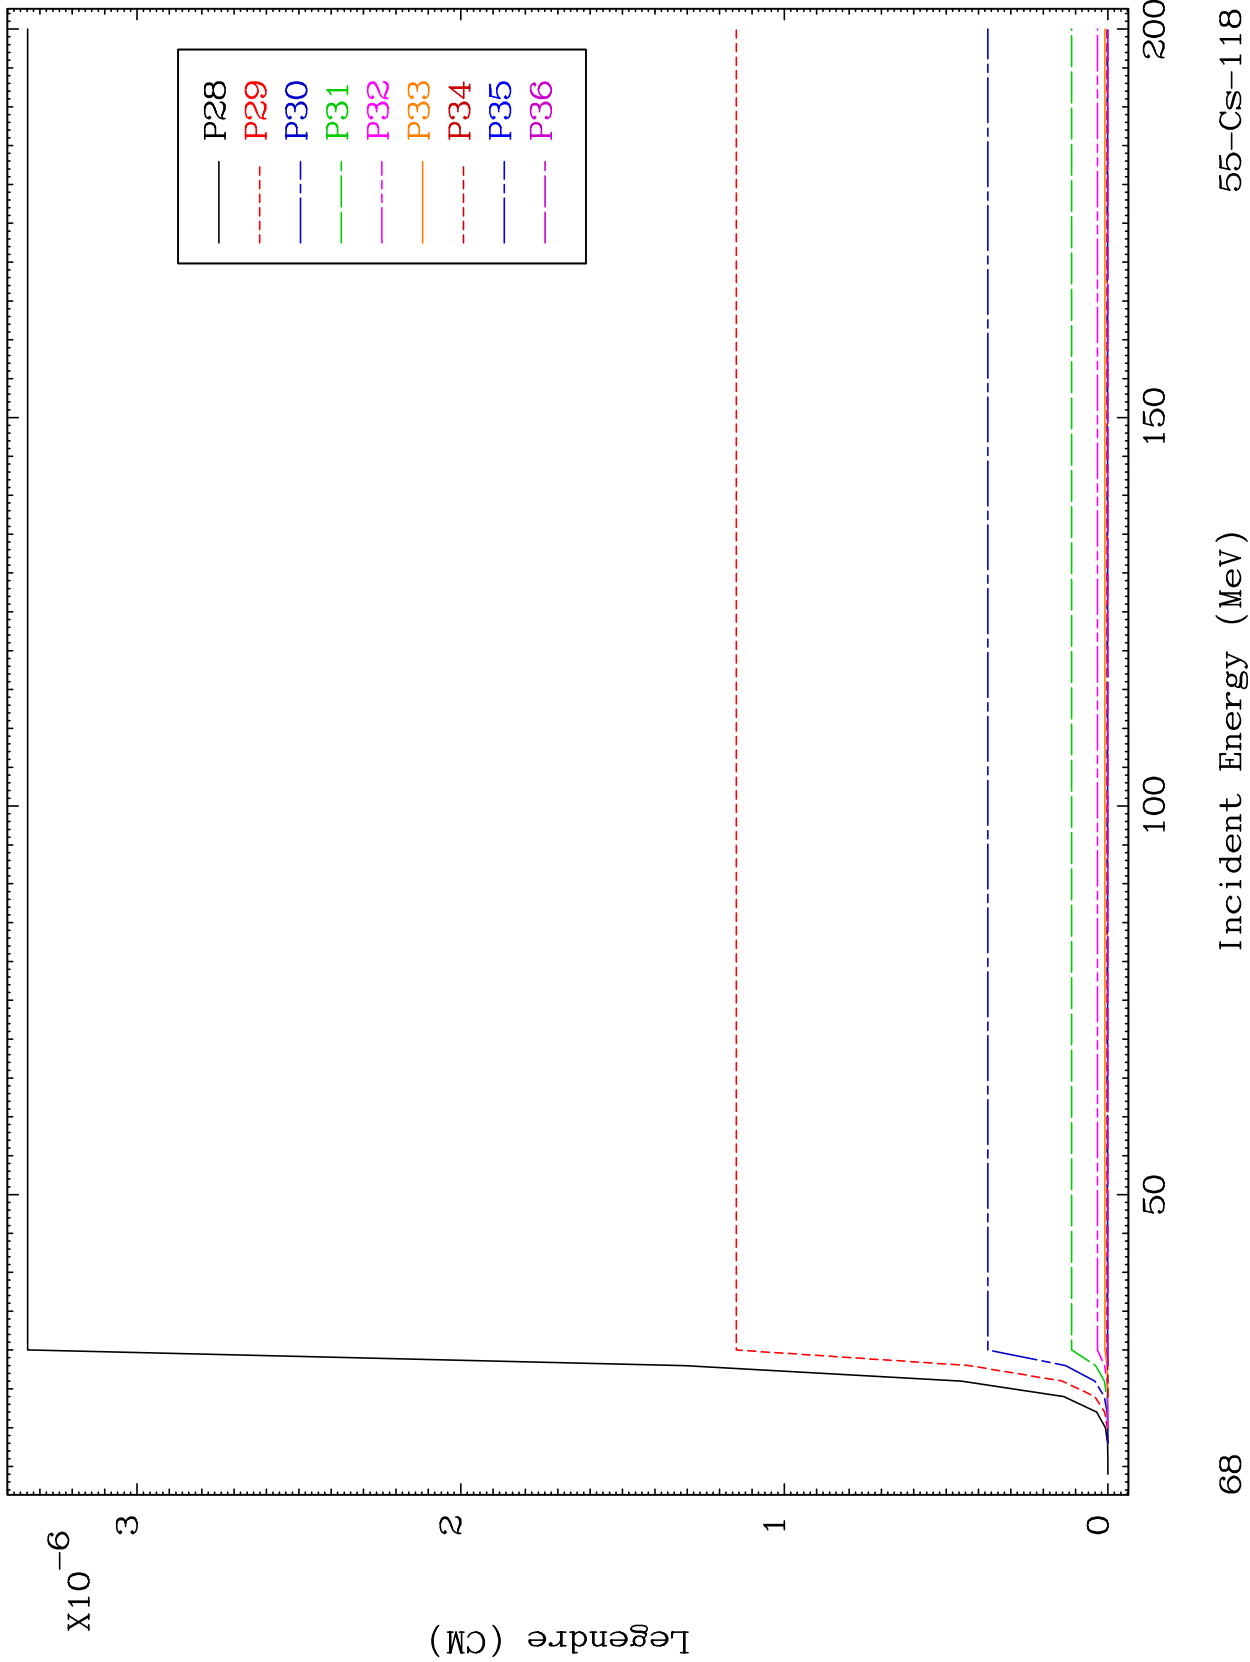 X10⁻⁶
Legendre (CM)
3
2
1
0
P28
P29
P30
P31
P32
P33
P34
P35
P36
50
100
150
200
Incident Energy (MeV)
68
55-Cs-118